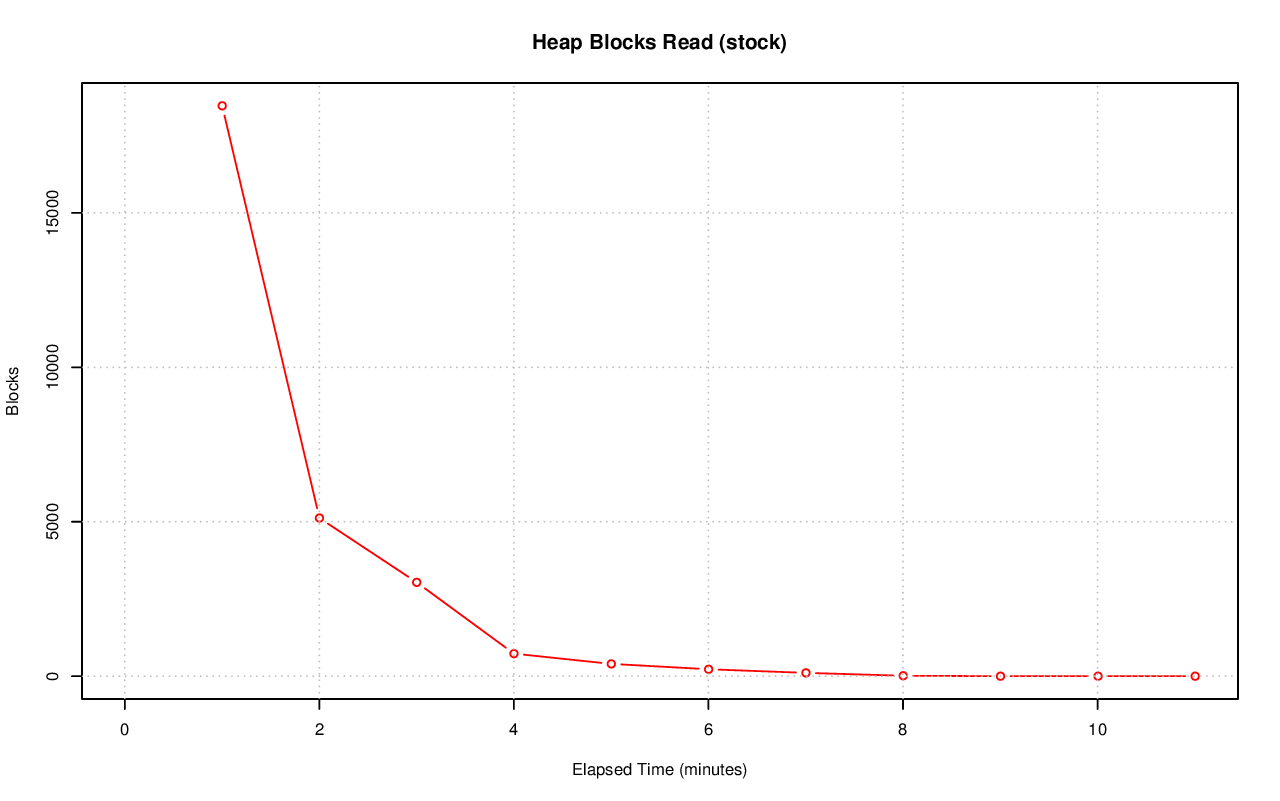 Heap Blocks Read (stock)
Blocks
15000
10000
5000
0
0 2 4 6 8 10
Elapsed Time (minutes)